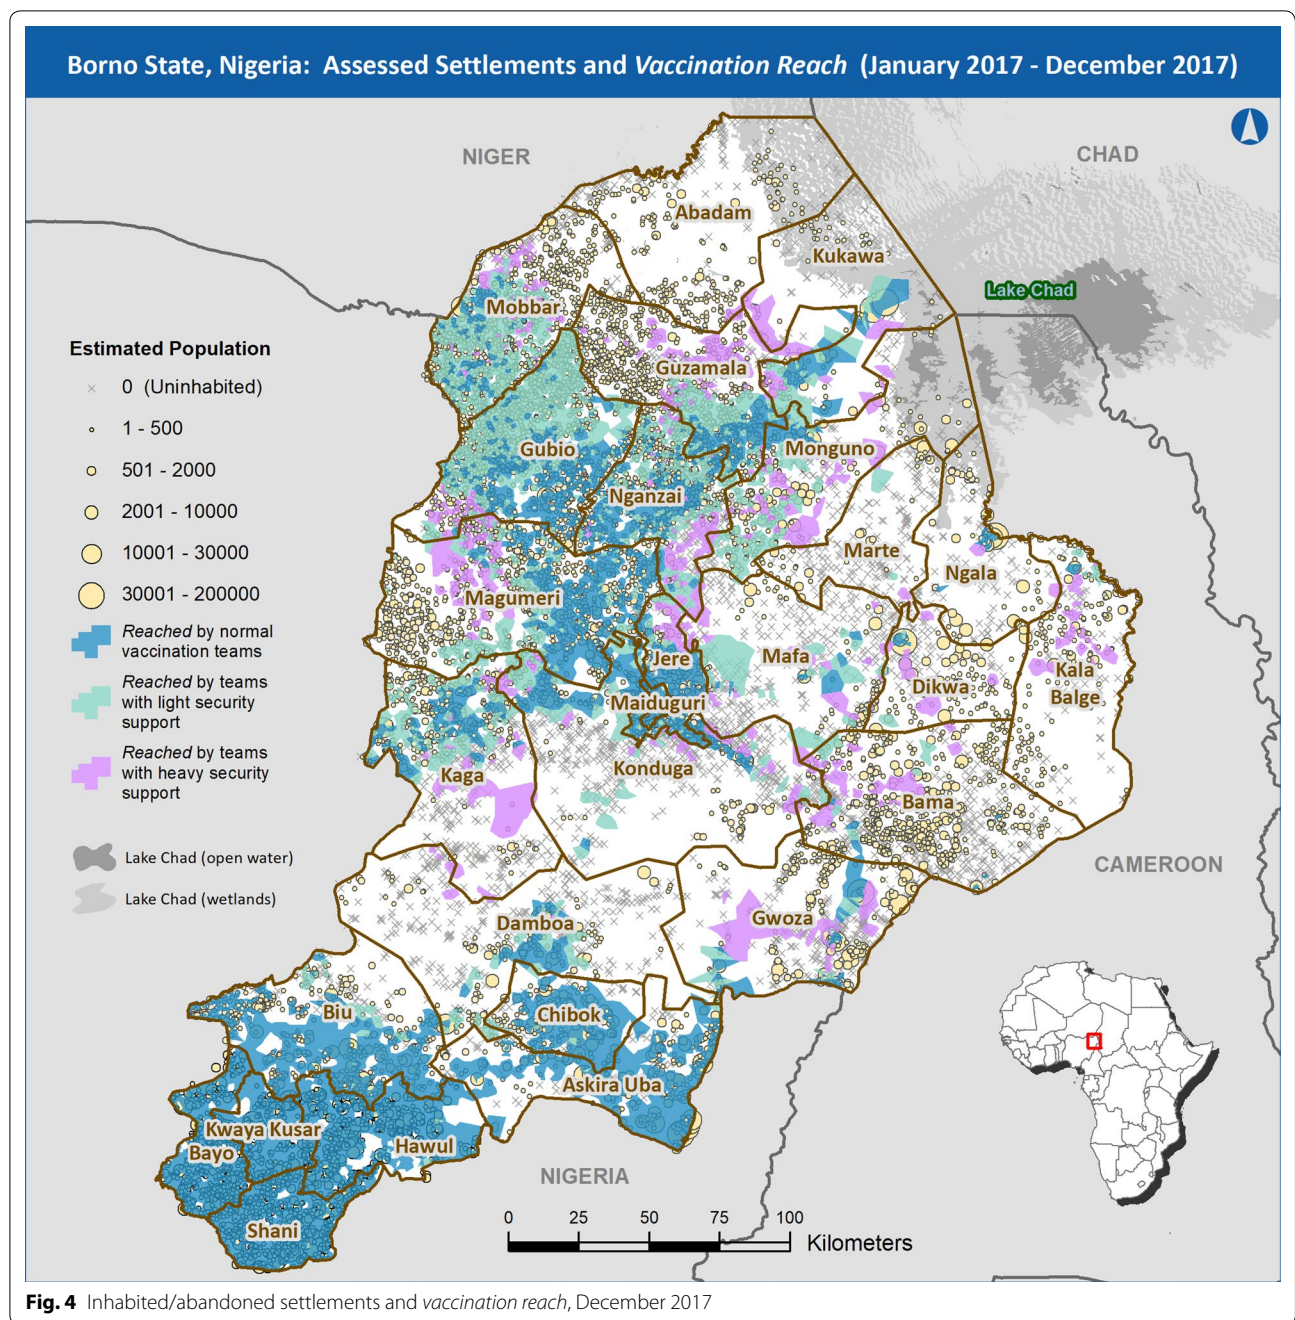 Borno State, Nigeria: Assessed Settlements and Vaccination Reach (January 2017 - December 2017)
NIGER
CHAD
Abadam
Kukawa
Lake Chad
Mobbar
Guzamala
Gubio
Monguno
Nganzai
Marte
Ngala
Magumeri
Jere
Mafa
Kala
Balge
Dikwa
Maiduguri
Konduga
Kaga
Bama
CAMEROON
Damboa
Gwoza
Biu
Chibok
Askira Uba
Kwaya Kusar
Hawul
Bayo
Shani
NIGERIA
Estimated Population
0 (Uninhabited)
1 - 500
501 - 2000
2001 - 10000
10001 - 30000
30001 - 200000
Reached by normal
vaccination teams
Reached by teams
with light security
support
Reached by teams
with heavy security
support
Lake Chad (open water)
Lake Chad (wetlands)
0 25 50 75 100
Kilometers
Fig. 4 Inhabited/abandoned settlements and vaccination reach, December 2017